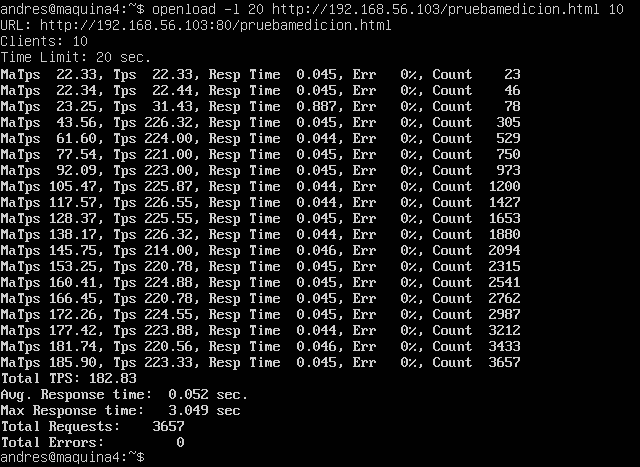 andres@maquina4:~$ openload -l 20 http://192.168.56.103/pruebamedicion.html 10
URL: http://192.168.56.103:80/pruebamedicion.html
Clients: 10
Time Limit: 20 sec.
MaTps  22.33, Tps  22.33, Resp Time  0.045, Err   0%, Count    23
MaTps  22.34, Tps  22.44, Resp Time  0.045, Err   0%, Count    46
MaTps  23.25, Tps  31.43, Resp Time  0.887, Err   0%, Count    78
MaTps  43.56, Tps 226.32, Resp Time  0.045, Err   0%, Count   305
MaTps  61.60, Tps 224.00, Resp Time  0.044, Err   0%, Count   529
MaTps  77.54, Tps 221.00, Resp Time  0.045, Err   0%, Count   750
MaTps  92.09, Tps 223.00, Resp Time  0.045, Err   0%, Count   973
MaTps 105.47, Tps 225.87, Resp Time  0.044, Err   0%, Count  1200
MaTps 117.57, Tps 226.55, Resp Time  0.044, Err   0%, Count  1427
MaTps 128.37, Tps 225.55, Resp Time  0.045, Err   0%, Count  1653
MaTps 138.17, Tps 226.32, Resp Time  0.044, Err   0%, Count  1880
MaTps 145.75, Tps 214.00, Resp Time  0.046, Err   0%, Count  2094
MaTps 153.25, Tps 220.78, Resp Time  0.045, Err   0%, Count  2315
MaTps 160.41, Tps 224.88, Resp Time  0.045, Err   0%, Count  2541
MaTps 166.45, Tps 220.78, Resp Time  0.045, Err   0%, Count  2762
MaTps 172.26, Tps 224.55, Resp Time  0.045, Err   0%, Count  2987
MaTps 177.42, Tps 223.88, Resp Time  0.044, Err   0%, Count  3212
MaTps 181.74, Tps 220.56, Resp Time  0.046, Err   0%, Count  3433
MaTps 185.90, Tps 223.33, Resp Time  0.045, Err   0%, Count  3657
Total TPS: 182.83
Avg. Response time:  0.052 sec.
Max Response time:   3.049 sec
Total Requests:    3657
Total Errors:         0
andres@maquina4:~$